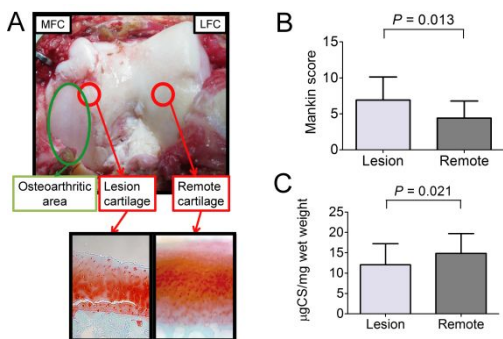 A
MFC
LFC
Osteoarthritic
area
Lesion
cartilage
Remote
cartilage
B
P = 0.013
Mankin score
15
10
5
0
Lesion
Remote
C
P = 0.021
µgCS/mg wet weight
25
20
15
10
5
0
Lesion
Remote